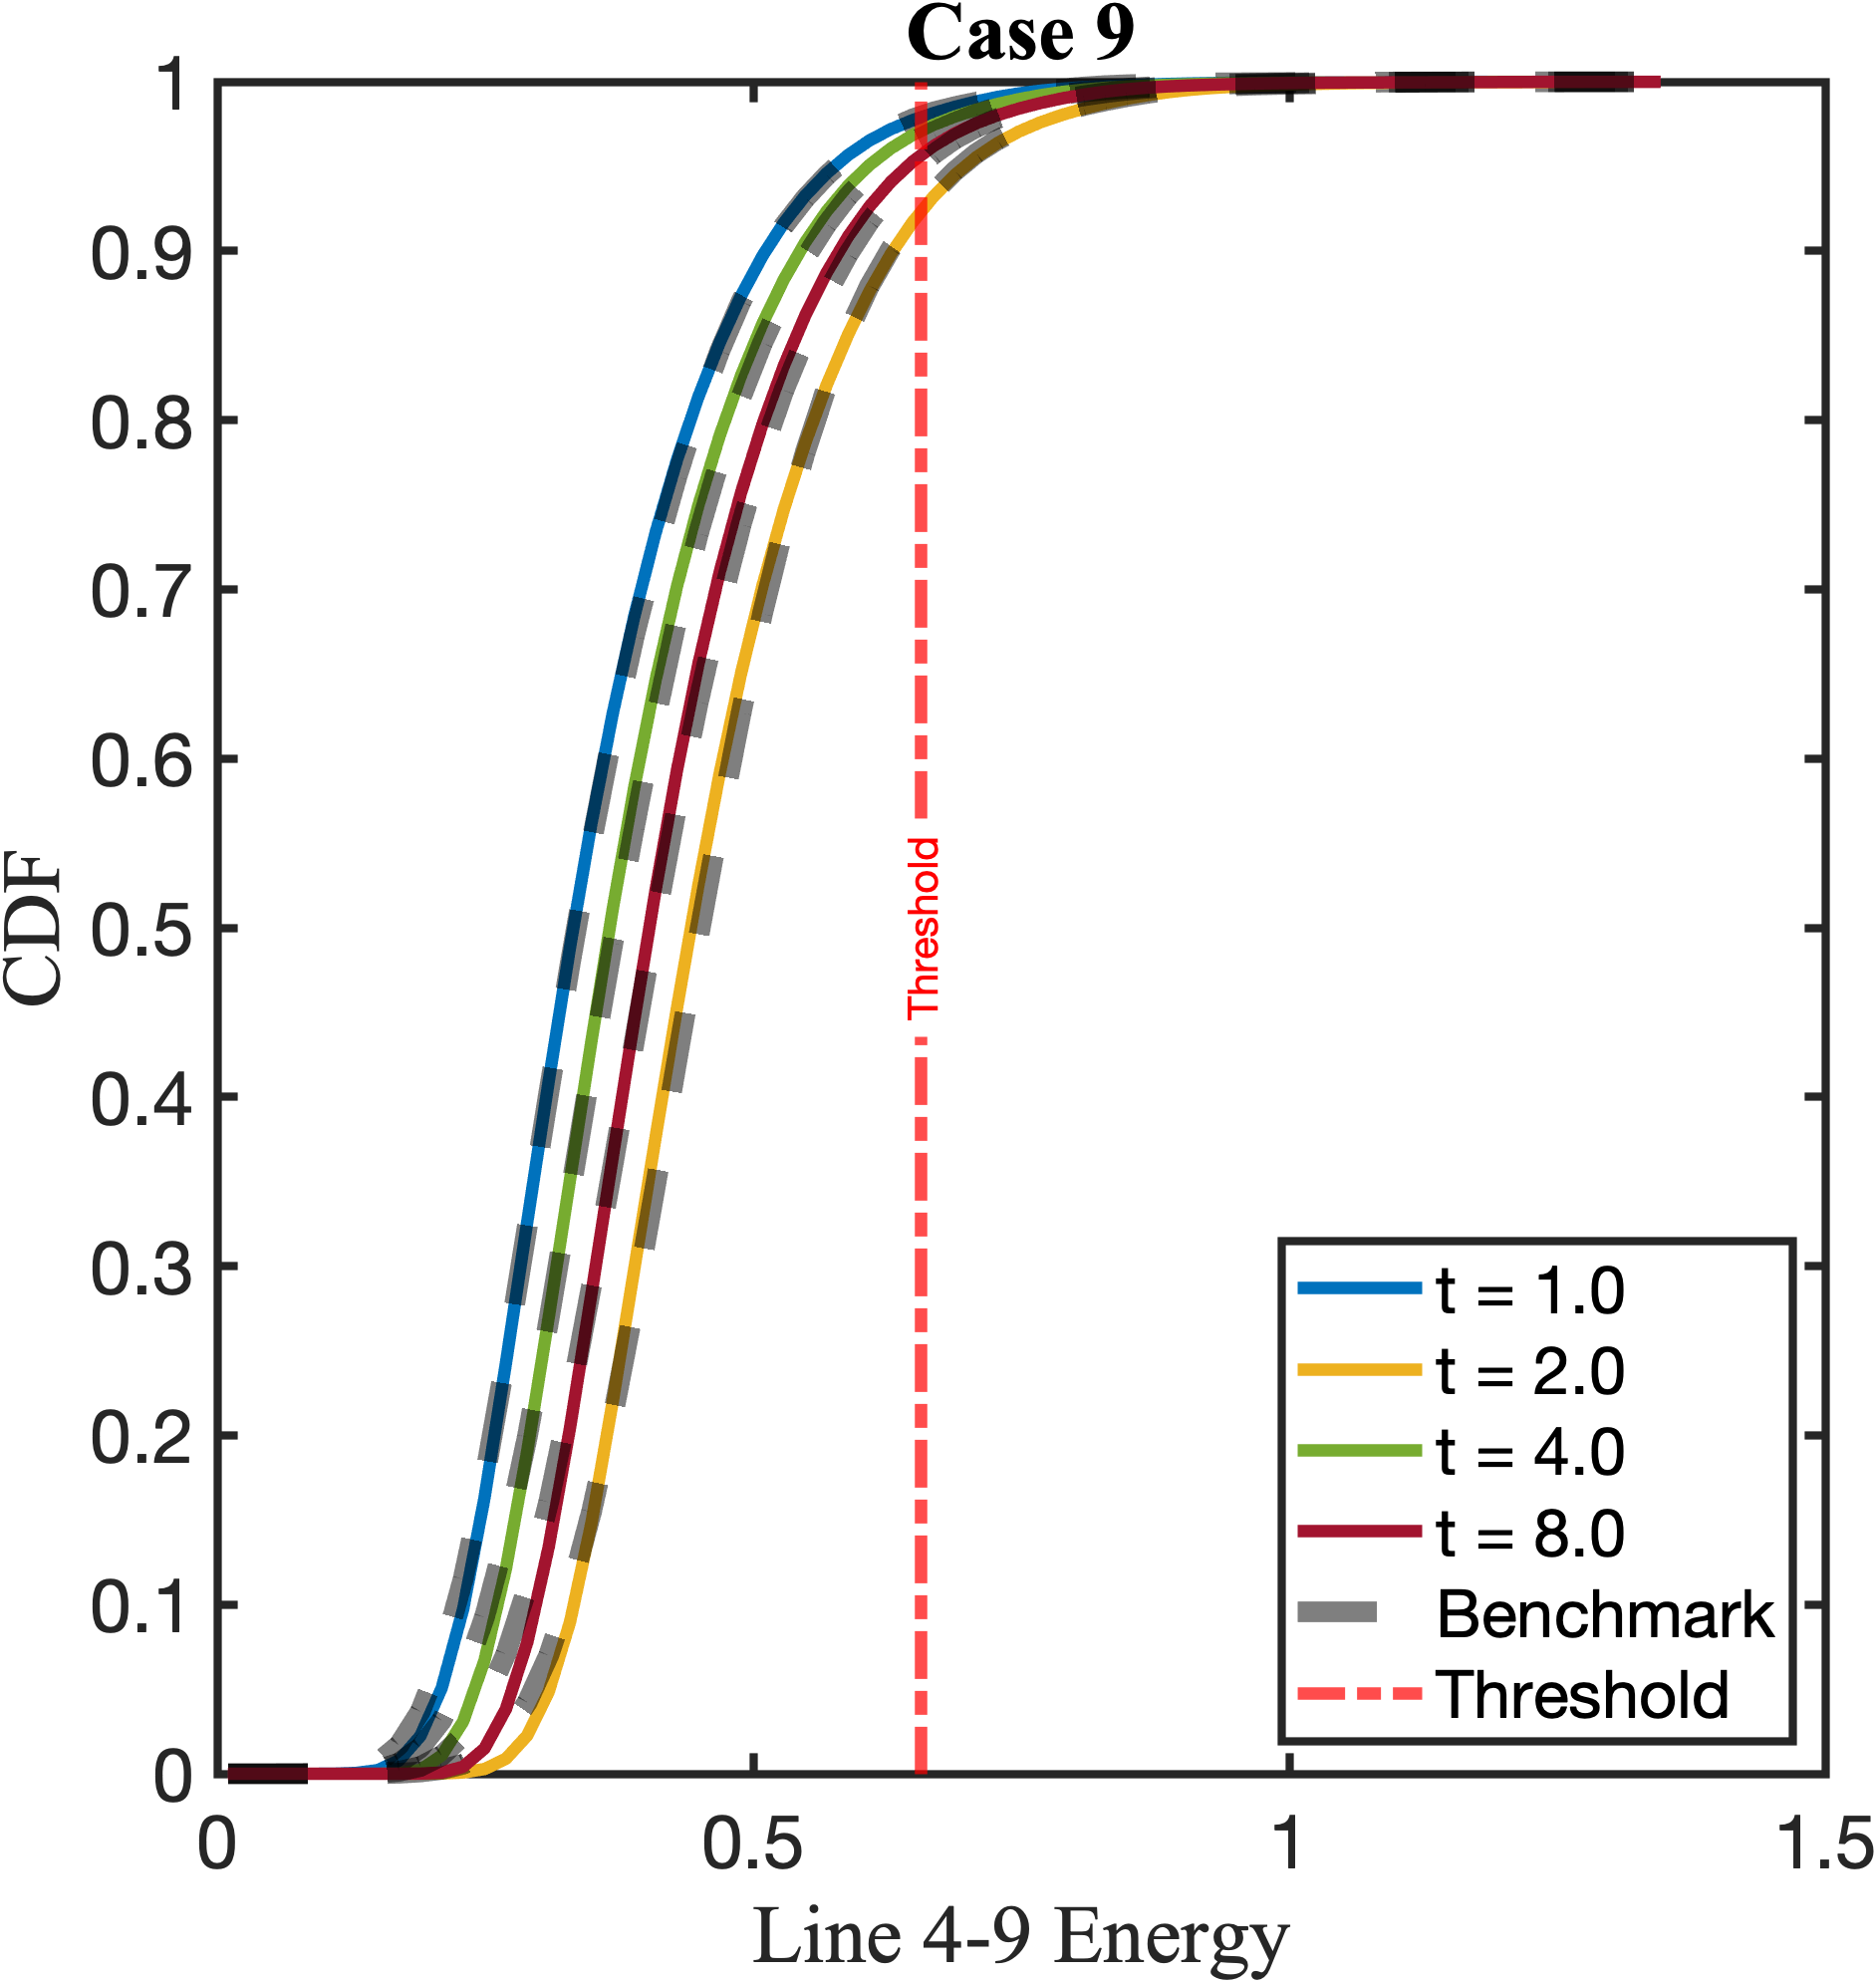 Case 9
1
0.9
0.8
0.7
0.6
0.5
0.4
0.3
0.2
0.1
0
CDF
Threshold
t = 1.0
t = 2.0
t = 4.0
t = 8.0
Benchmark
Threshold
0 0.5 1 1.5
Line 4-9 Energy